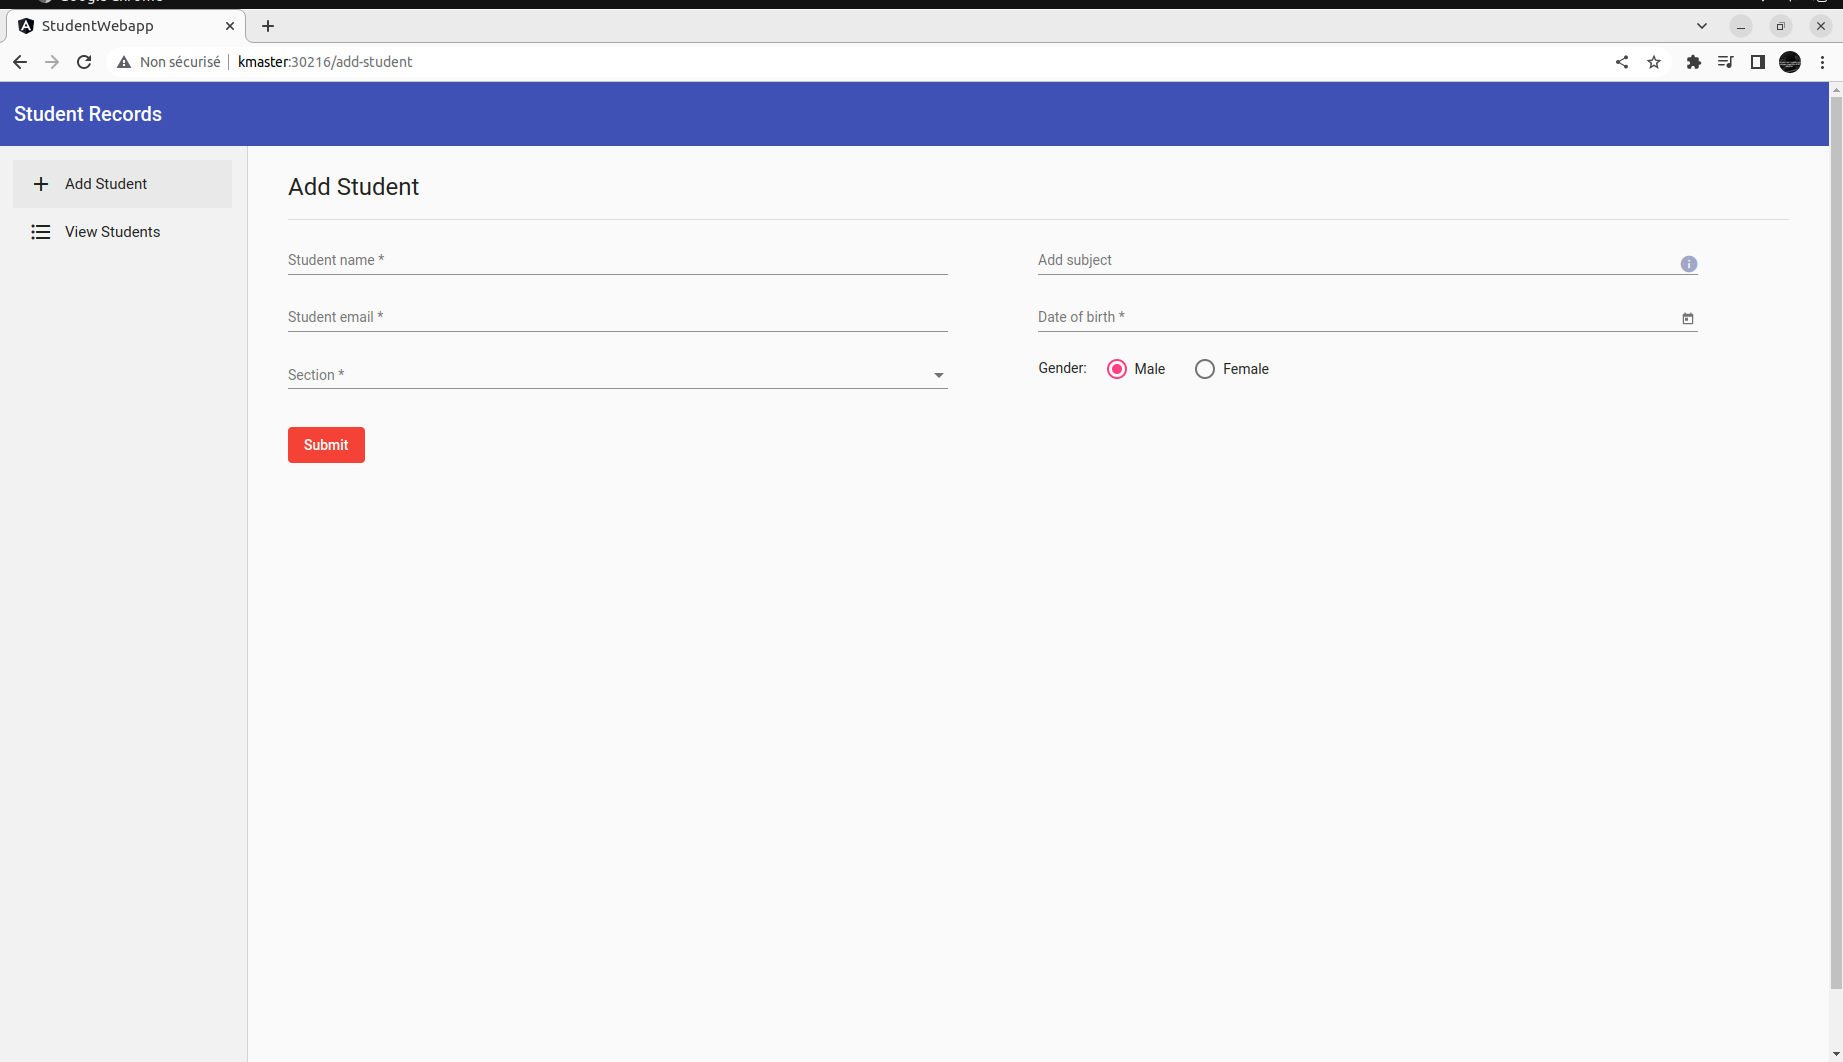 StudentWebapp
Non sécurisé kmaster:30216/add-student
Student Records
Add Student
View Students
Add Student
Student name *
Add subject
Student email *
Date of birth *
Section *
Gender: Male Female
Submit